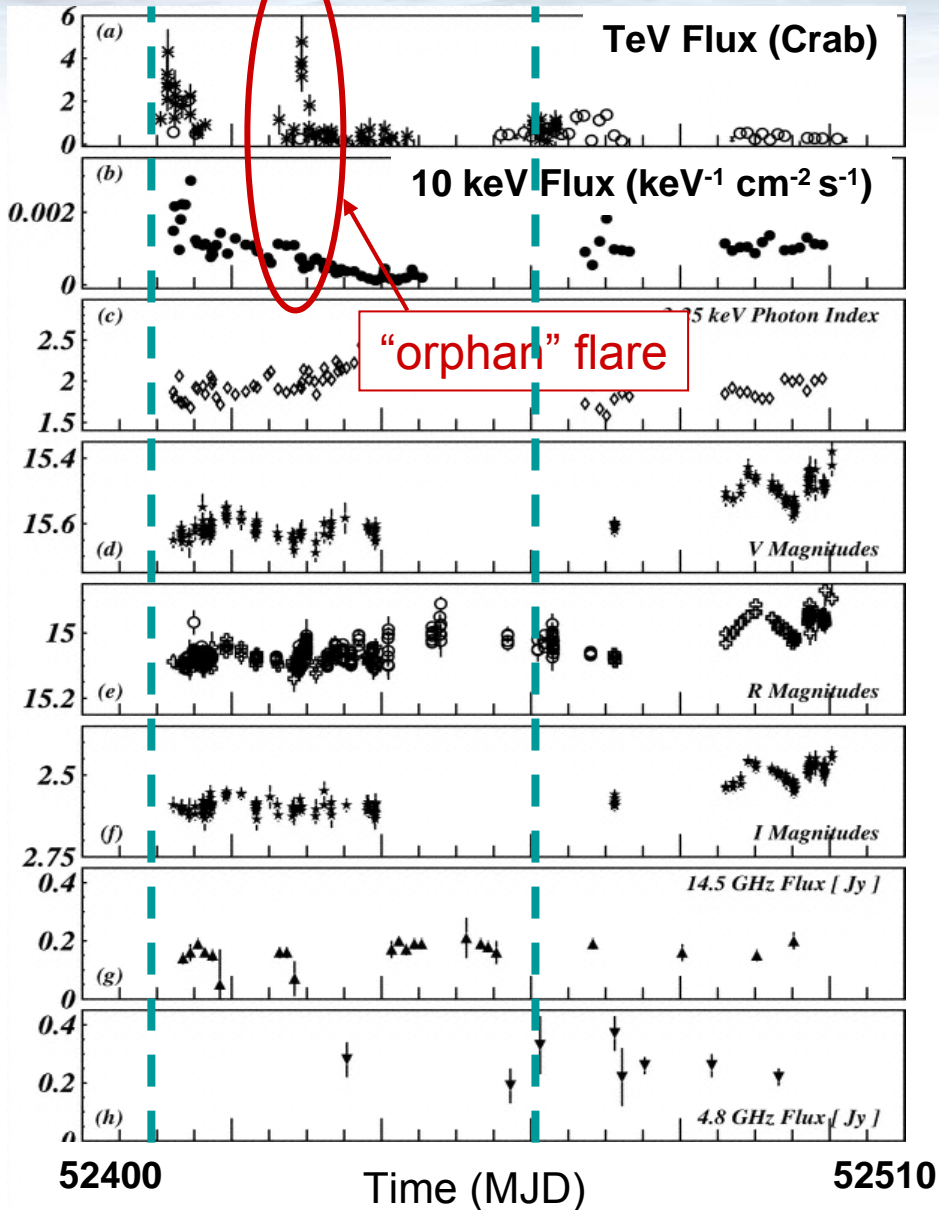 6
4
2
0
(a)
TeV Flux (Crab)
(b)
10 keV Flux (keV⁻¹ cm⁻² s⁻¹)
0.002
0
(c)
25 keV Photon Index
2.5
2
1.5
"orphan" flare
15.4
15.6
(d)
V Magnitudes
15
15.2
(e)
R Magnitudes
2.5
2.75
(f)
I Magnitudes
14.5 GHz Flux [ Jy ]
0.4
0.2
0
(g)
0.4
0.2
0
(h)
4.8 GHz Flux [ Jy ]
52400
Time (MJD)
52510